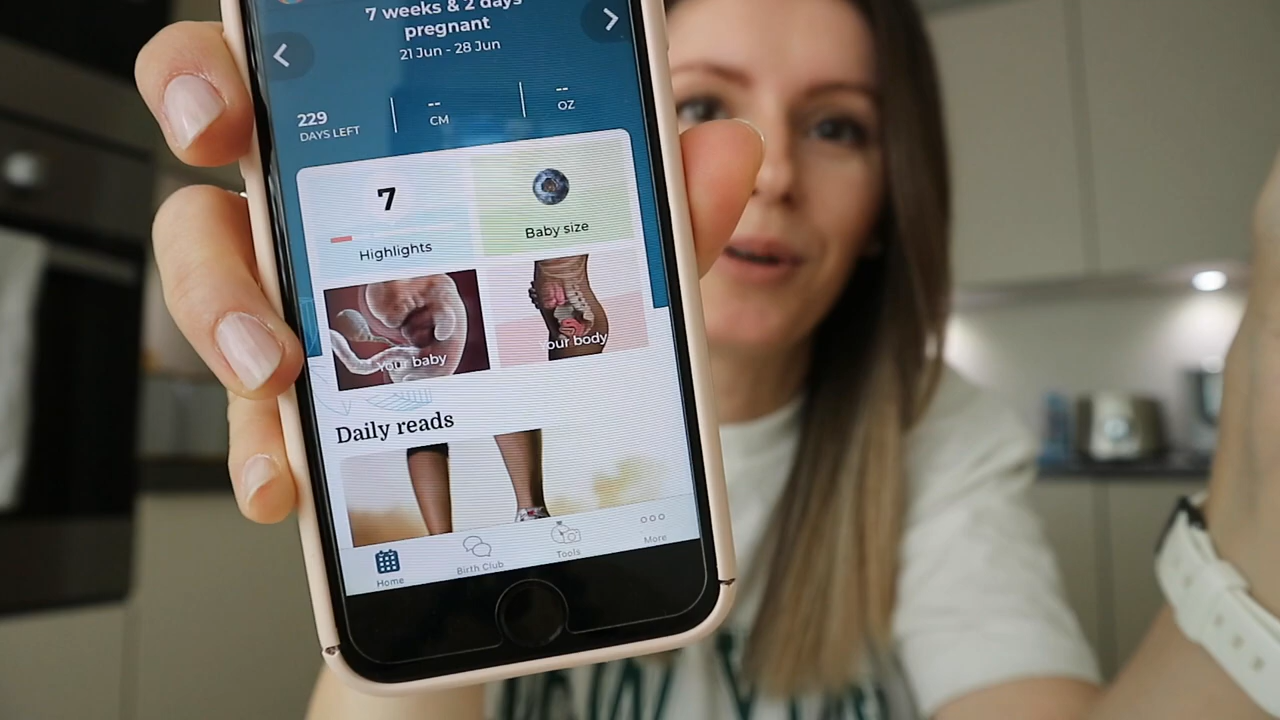 7 weeks & 2 days
pregnant
21 Jun - 28 Jun
229
DAYS LEFT
--
CM
--
OZ
7
Highlights
Baby size
Your baby
Your body
Daily reads
Home
Birth Club
Tools
More